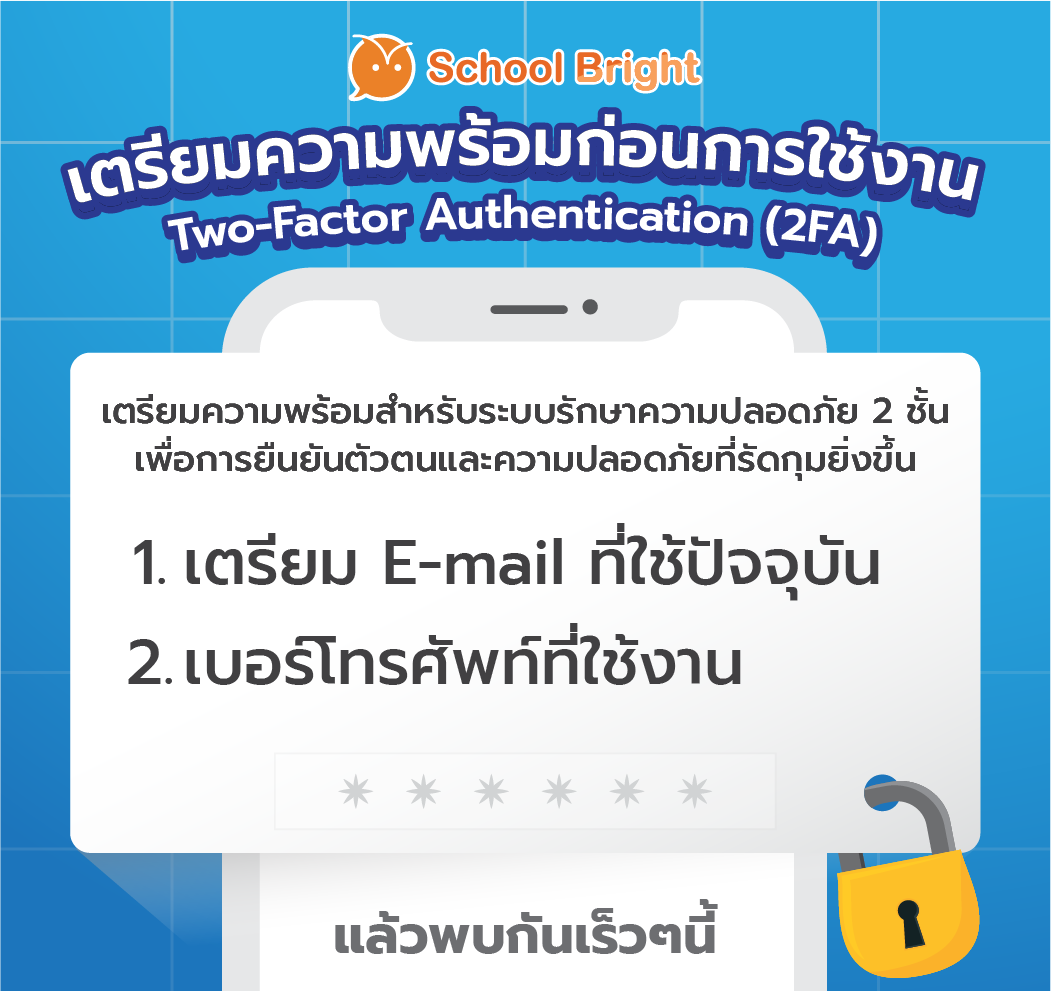 School Bright
เตรียมความพร้อมก่อนการใช้งาน
Two-Factor Authentication (2FA)
เตรียมความพร้อมสำหรับระบบรักษาความปลอดภัย 2 ชั้น
เพื่อการยืนยันตัวตนและความปลอดภัยที่รัดกุมยิ่งขึ้น
1. เตรียม E-mail ที่ใช้ปัจจุบัน
2. เบอร์โทรศัพท์ที่ใช้งาน
* * * * * *
แล้วพบกันเร็วๆนี้